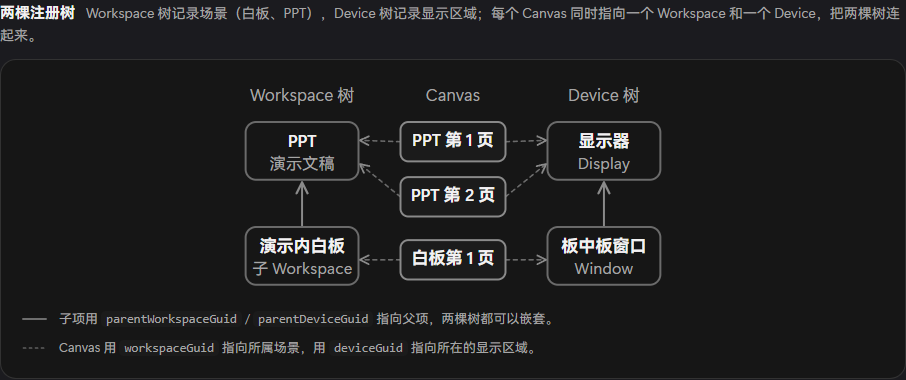 两棵注册树 Workspace 树记录场景（白板、PPT），Device 树记录显示区域；每个 Canvas 同时指向一个 Workspace 和一个 Device，把两棵树连
起来。
Workspace 树 Canvas Device 树
PPT
演示文稿
PPT 第 1 页
显示器
Display
PPT 第 2 页
演示内白板
子 Workspace
白板第 1 页
板中板窗口
Window
子项用 parentWorkspaceGuid / parentDeviceGuid 指向父项，两棵树都可以嵌套。
Canvas 用 workspaceGuid 指向所属场景，用 deviceGuid 指向所在的显示区域。